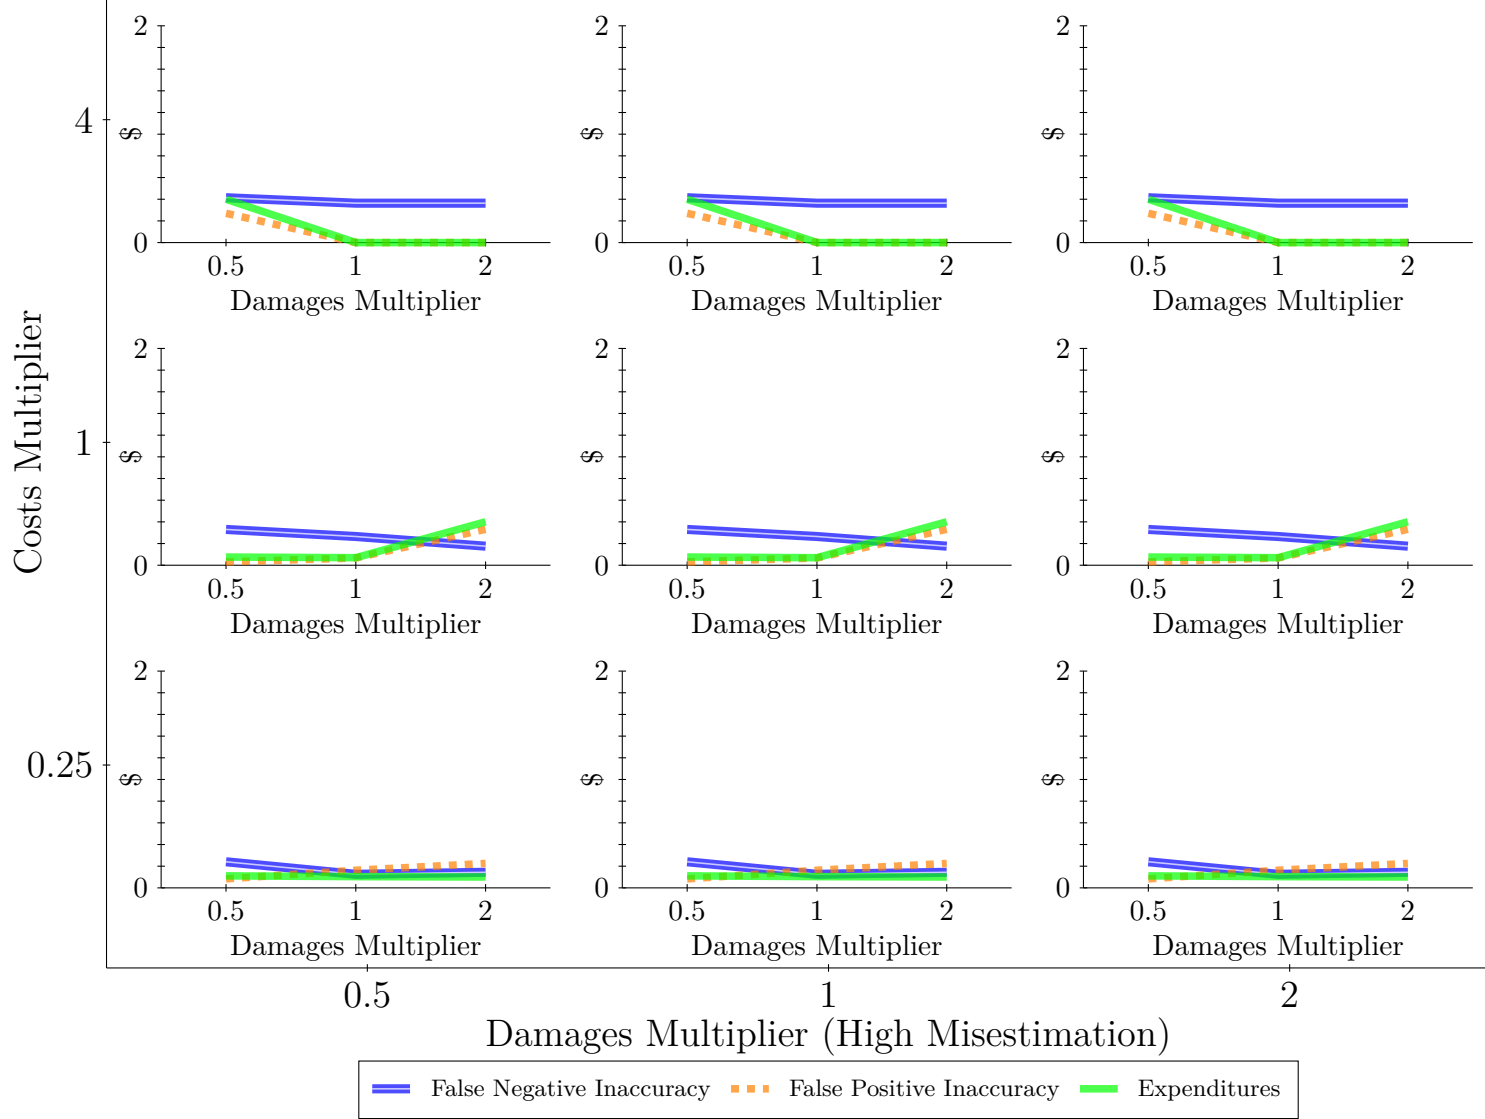 Costs Multiplier
4
1
0.25
2
$
0
0.5 1 2
Damages Multiplier
2
$
0
0.5 1 2
Damages Multiplier
2
$
0
0.5 1 2
Damages Multiplier
2
$
0
0.5 1 2
Damages Multiplier
2
$
0
0.5 1 2
Damages Multiplier
2
$
0
0.5 1 2
Damages Multiplier
2
$
0
0.5 1 2
Damages Multiplier
2
$
0
0.5 1 2
Damages Multiplier
2
$
0
0.5 1 2
Damages Multiplier
0.5 1 2
Damages Multiplier (High Misestimation)
False Negative Inaccuracy False Positive Inaccuracy Expenditures